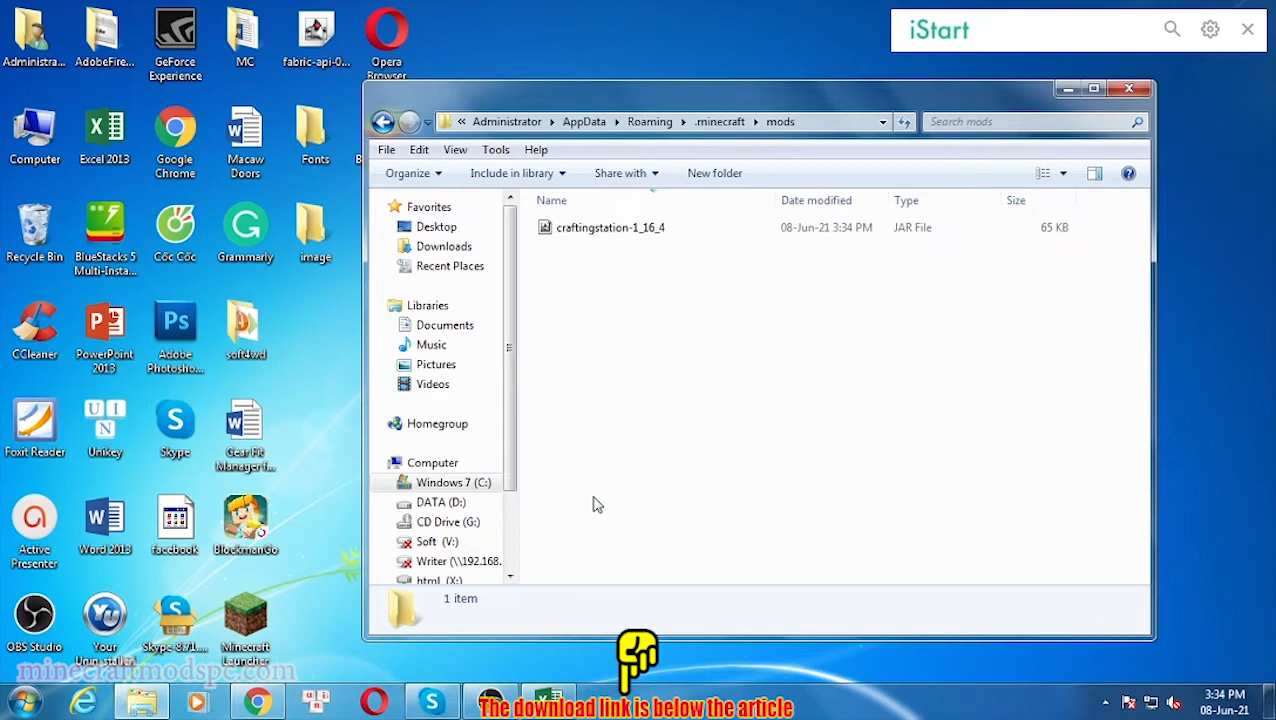 iStart
Administra...
AdobeFire...
GeForce
Experience
MC
fabric-api-0...
Opera
Browser
Computer
Excel 2013
Google
Chrome
Macaw
Doors
Fonts
Recycle Bin
BlueStacks 5
Multi-Insta...
Cốc Cốc
Grammarly
image
CCleaner
PowerPoint
2013
Adobe
Photosho...
soft4wd
Foxit Reader
Unikey
Skype
Gear Fit
Manager f...
Active
Presenter
Word 2013
facebook
BlockmanGo
OBS Studio
Your
Unin_staller
Skype 8/1...
Minecraft
Launcher
minecraftmodspc.com
« Administrator AppData Roaming .minecraft mods
Search mods
File Edit View Tools Help
Organize Include in library Share with New folder
Name Date modified Type Size
craftingstation-1_16_4 08-Jun-21 3:34 PM JAR File 65 KB
Favorites
Desktop
Downloads
Recent Places
Libraries
Documents
Music
Pictures
Videos
Homegroup
Computer
Windows 7 (C:)
DATA (D:)
CD Drive (G:)
Soft (V:)
Writer (\\192.168.
html (X:)
1 item
The download link is below the article
3:34 PM
08-Jun-21